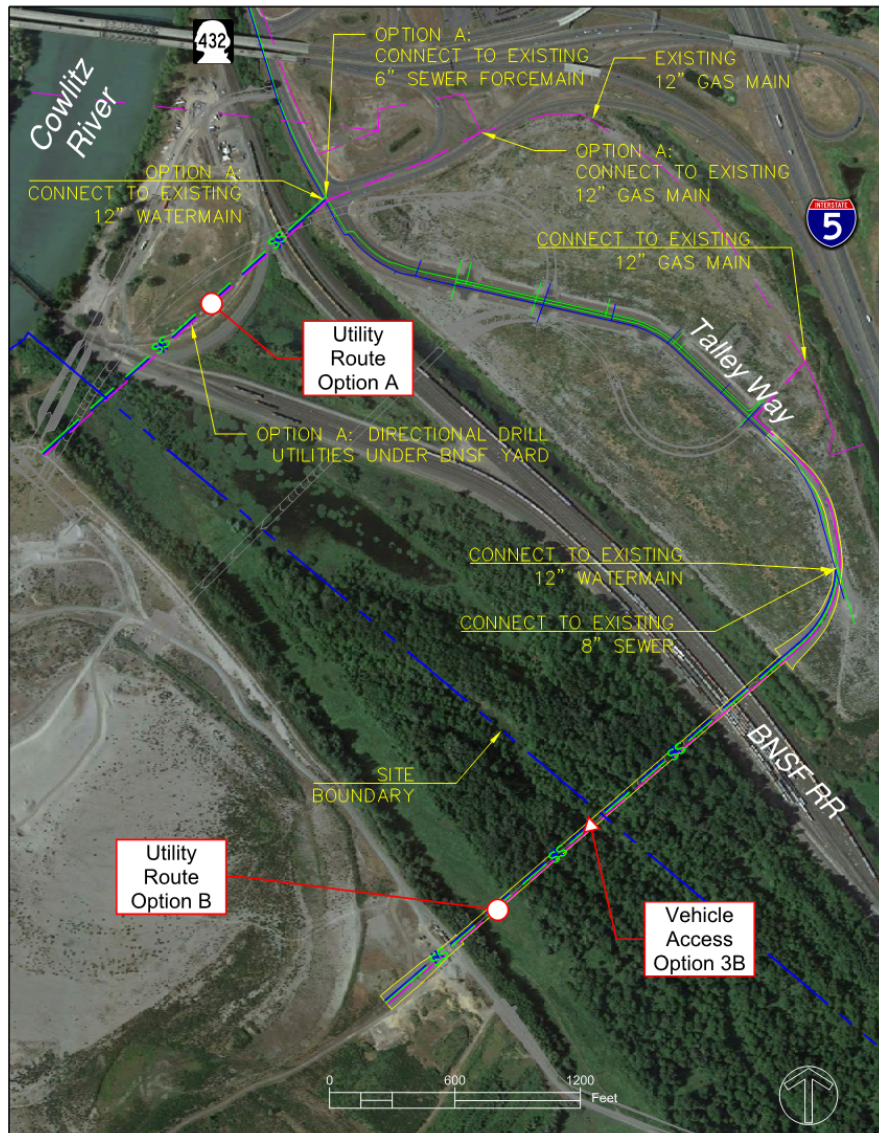 432
OPTION A:
CONNECT TO EXISTING
6" SEWER FORCEMAIN
EXISTING
12" GAS MAIN
Cowlitz
River
OPTION A:
CONNECT TO EXISTING
12" WATERMAIN
OPTION A:
CONNECT TO EXISTING
12" GAS MAIN
INTERSTATE
5
CONNECT TO EXISTING
12" GAS MAIN
SS
Utility
Route
Option A
Talley Way
SS
OPTION A: DIRECTIONAL DRILL
UTILITIES UNDER BNSF YARD
CONNECT TO EXISTING
12" WATERMAIN
CONNECT TO EXISTING
8" SEWER
SS
BNSF RR
SITE
BOUNDARY
SS
Utility
Route
Option B
Vehicle
Access
Option 3B
SS
0 600 1200
Feet